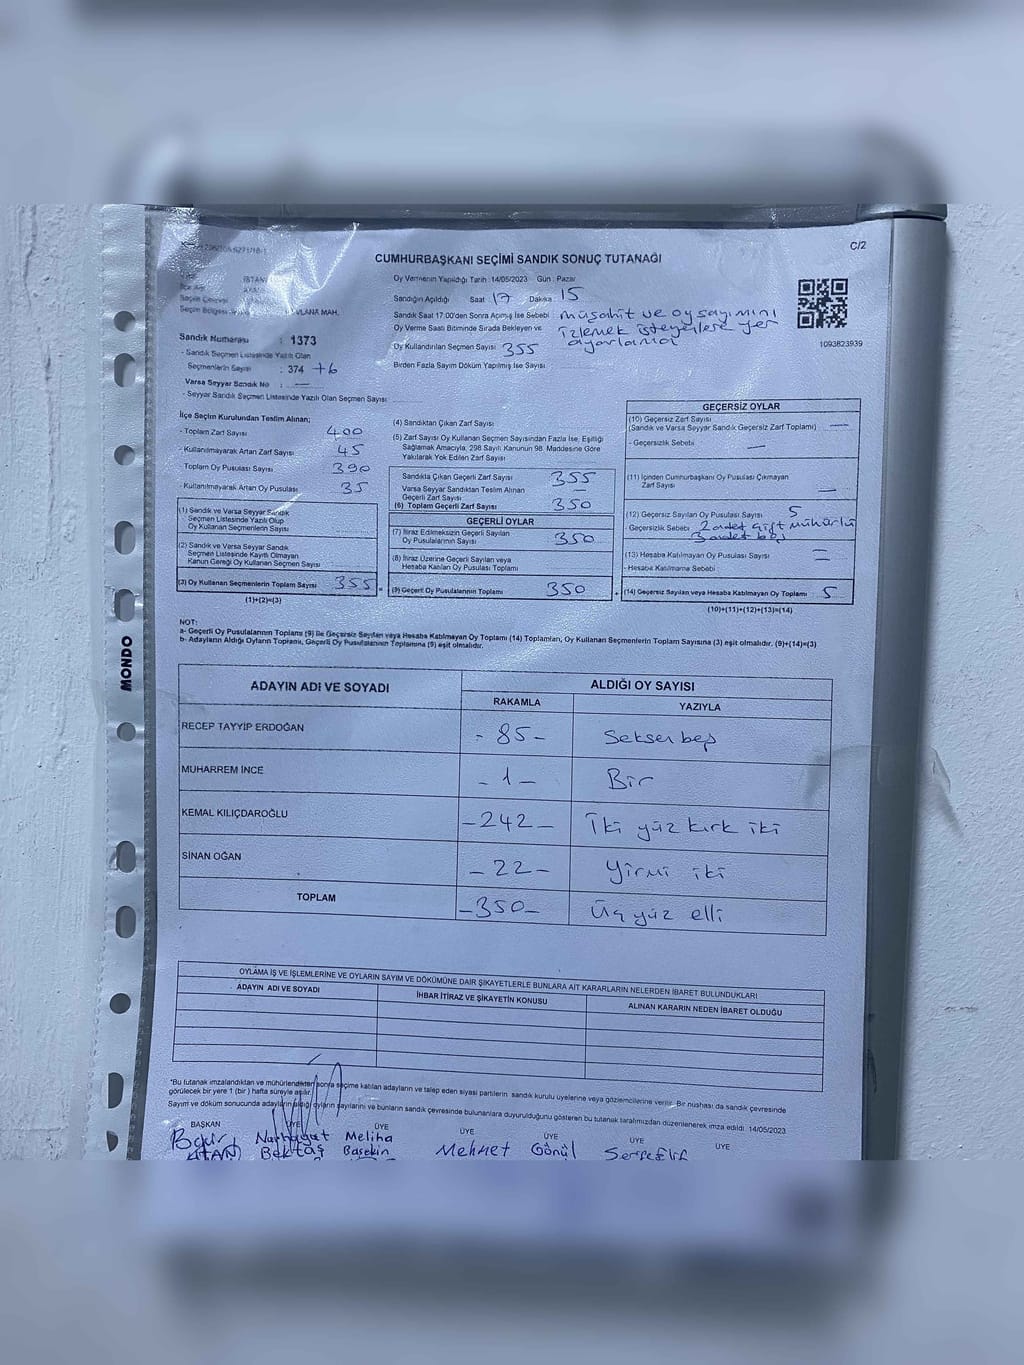 C/2
CUMHURBAŞKANI SEÇİMİ SANDIK SONUÇ TUTANAĞI
Oy Vermenin Yapıldığı Tarih : 14/05/2023 Gün : Pazar
Sandığın Açıldığı Saat : 17 Dakika : 15
Sandık Saat 17:00'den Sonra Açılmış İse Sebebi : müşahit ve oy sayımını
Oy Verme Saati Bitiminde Sırada Bekleyen ve izlemek isteyenlere yer
ayarlandı
Oy Kullandırılan Seçmen Sayısı 355
Birden Fazla Sayım Döküm Yapılmış İse Sayısı :
1093823939
VLANA MAH.
Sandık Numarası : 1373
- Sandık Seçmen Listesinde Yazılı Olan
Seçmenlerin Sayısı : 374 +6
Varsa Seyyar Sandık No : —
- Seyyar Sandık Seçmen Listesinde Yazılı Olan Seçmen Sayısı :
İlçe Seçim Kurulundan Teslim Alınan;
- Toplam Zarf Sayısı 400
- Kullanılmayarak Artan Zarf Sayısı 45
- Toplam Oy Pusulası Sayısı 390
- Kullanılmayarak Artan Oy Pusulası 35
(1) Sandık ve Varsa Seyyar Sandık
Seçmen Listesinde Yazılı Olup
Oy Kullanan Seçmenlerin Sayısı
(2) Sandık ve Varsa Seyyar Sandık
Seçmen Listesinde Kayıtlı Olmayan
Kanun Gereği Oy Kullanan Seçmen Sayısı
(3) Oy Kullanan Seçmenlerin Toplam Sayısı 355
(1)+(2)=(3)
(4) Sandıktan Çıkan Zarf Sayısı
(5) Zarf Sayısı Oy Kullanan Seçmen Sayısından Fazla İse, Eşitliği
Sağlamak Amacıyla, 298 Sayılı Kanunun 98. Maddesine Göre
Yakılarak Yok Edilen Zarf Sayısı
Sandıkta Çıkan Geçerli Zarf Sayısı 355
Varsa Seyyar Sandıktan Teslim Alınan
Geçerli Zarf Sayısı —
(6) Toplam Geçerli Zarf Sayısı 350
GEÇERLİ OYLAR
(7) İtiraz Edilmeksizin Geçerli Sayılan
Oy Pusulalarının Sayısı 350
(8) İtiraz Üzerine Geçerli Sayılan veya
Hesaba Katılan Oy Pusulası Toplamı
(9) Geçerli Oy Pusulalarının Toplamı 350
GEÇERSİZ OYLAR
(10) Geçersiz Zarf Sayısı
(Sandık ve Varsa Seyyar Sandık Geçersiz Zarf Toplamı) —
- Geçersizlik Sebebi : —
(11) İçinden Cumhurbaşkanı Oy Pusulası Çıkmayan
Zarf Sayısı —
(12) Geçersiz Sayılan Oy Pusulası Sayısı 5
- Geçersizlik Sebebi : 2 adet çift mühürlü
3 adet boş
(13) Hesaba Katılmayan Oy Pusulası Sayısı —
- Hesaba Katılmama Sebebi : —
(14) Geçersiz Sayılan veya Hesaba Katılmayan Oy Toplamı 5
(10)+(11)+(12)+(13)=(14)
NOT:
a- Geçerli Oy Pusulalarının Toplamı (9) ile Geçersiz Sayılan veya Hesaba Katılmayan Oy Toplamı (14) Toplamları, Oy Kullanan Seçmenlerin Toplam Sayısına (3) eşit olmalıdır. (9)+(14)=(3)
b- Adayların Aldığı Oyların Toplamı, Geçerli Oy Pusulalarının Toplamına (9) eşit olmalıdır.
MONDO
ADAYIN ADI VE SOYADI ALDIĞI OY SAYISI
RAKAMLA YAZIYLA
RECEP TAYYİP ERDOĞAN - 85 - Seksen beş
MUHARREM İNCE - 1 - Bir
KEMAL KILIÇDAROĞLU - 242 - İki yüz kırk iki
SİNAN OĞAN - 22 - Yirmi iki
TOPLAM - 350 - Üç yüz elli
OYLAMA İŞ VE İŞLEMLERİNE VE OYLARIN SAYIM VE DÖKÜMÜNE DAİR ŞİKAYETLERLE BUNLARA AİT KARARLARIN NELERDEN İBARET BULUNDUKLARI
ADAYIN ADI VE SOYADI İHBAR İTİRAZ VE ŞİKAYETİN KONUSU ALINAN KARARIN NEDEN İBARET OLDUĞU
*Bu tutanak imzalandıktan ve mühürlendikten sonra seçime katılan adayların ve talep eden siyasi partilerin sandık kurulu üyelerine veya gözlemcilerine verilir. Bir nüshası da sandık çevresinde
görülecek bir yere 1 (bir) hafta süreyle asılır.
Sayım ve döküm sonucunda adayların aldığı oyların sayılarını ve bunların sandık çevresinde bulunanlara duyurulduğunu gösteren bu tutanak tarafımızdan düzenlenerek imza edildi. 14/05/2023
BAŞKAN ÜYE ÜYE ÜYE ÜYE ÜYE ÜYE
Nurhayat Meliha Mehmet Gönül
Bektaş Başekin